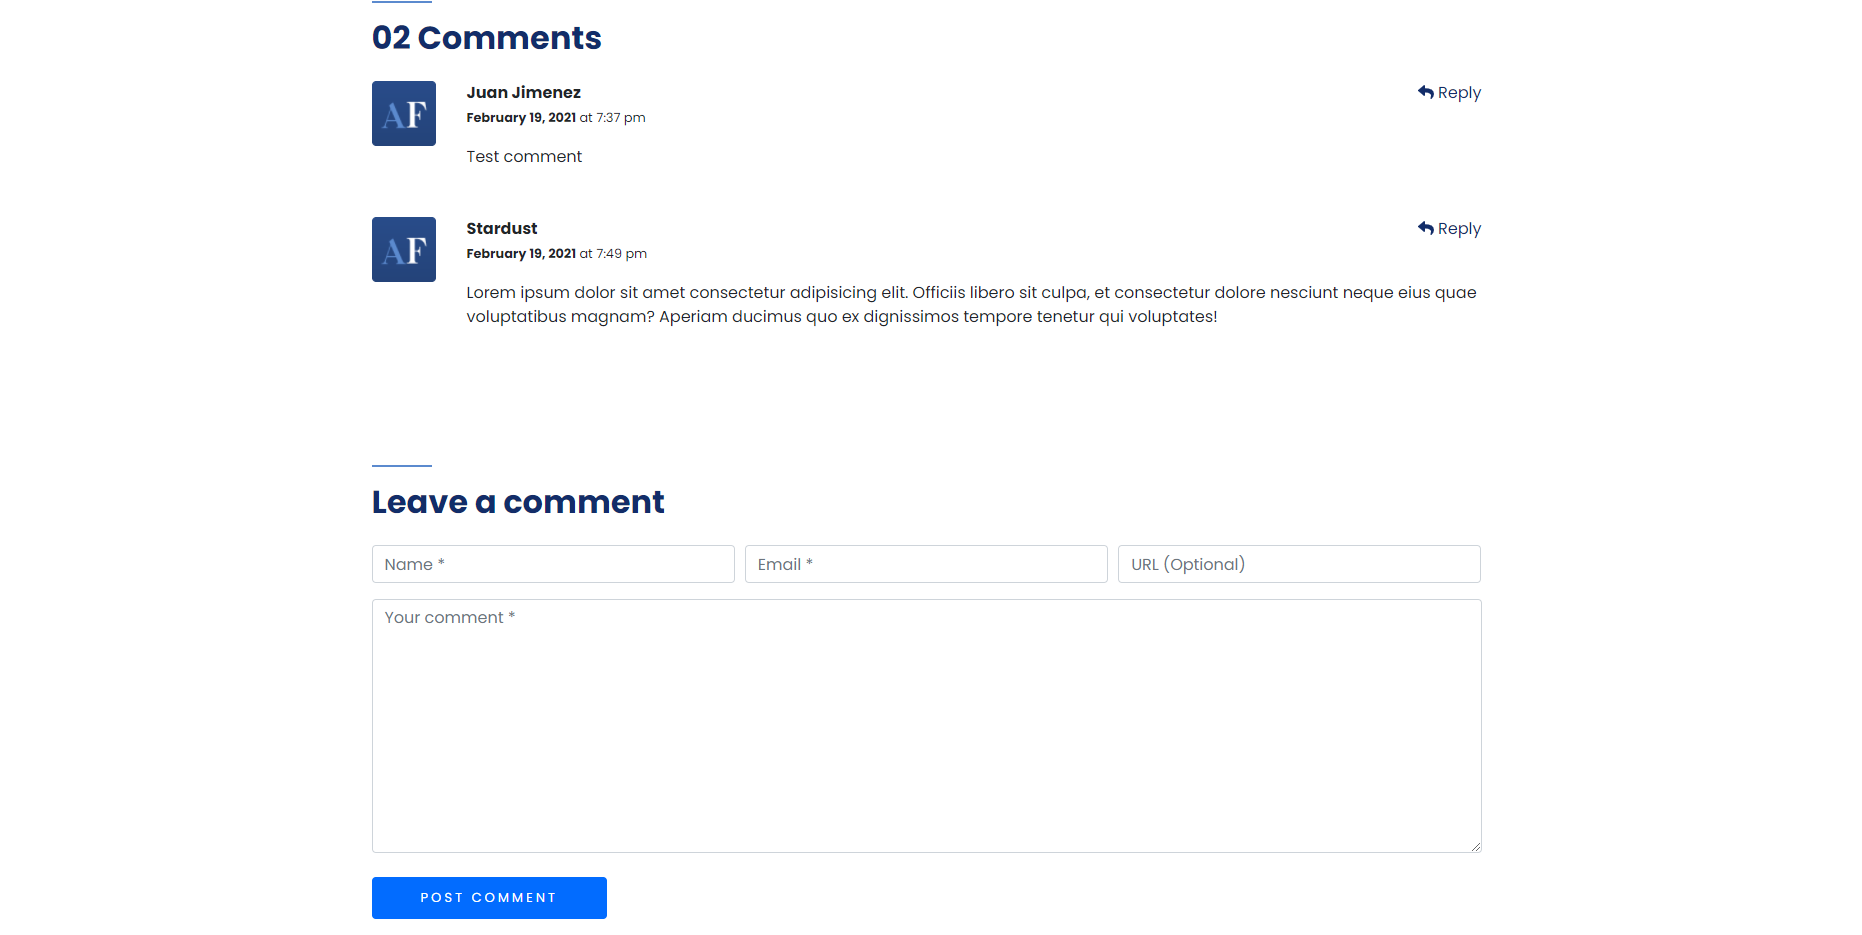 02 Comments
AF
Juan Jimenez
Reply
February 19, 2021 at 7:37 pm
Test comment
AF
Stardust
Reply
February 19, 2021 at 7:49 pm
Lorem ipsum dolor sit amet consectetur adipisicing elit. Officiis libero sit culpa, et consectetur dolore nesciunt neque eius quae
voluptatibus magnam? Aperiam ducimus quo ex dignissimos tempore tenetur qui voluptates!
Leave a comment
Name *
Email *
URL (Optional)
Your comment *
POST COMMENT